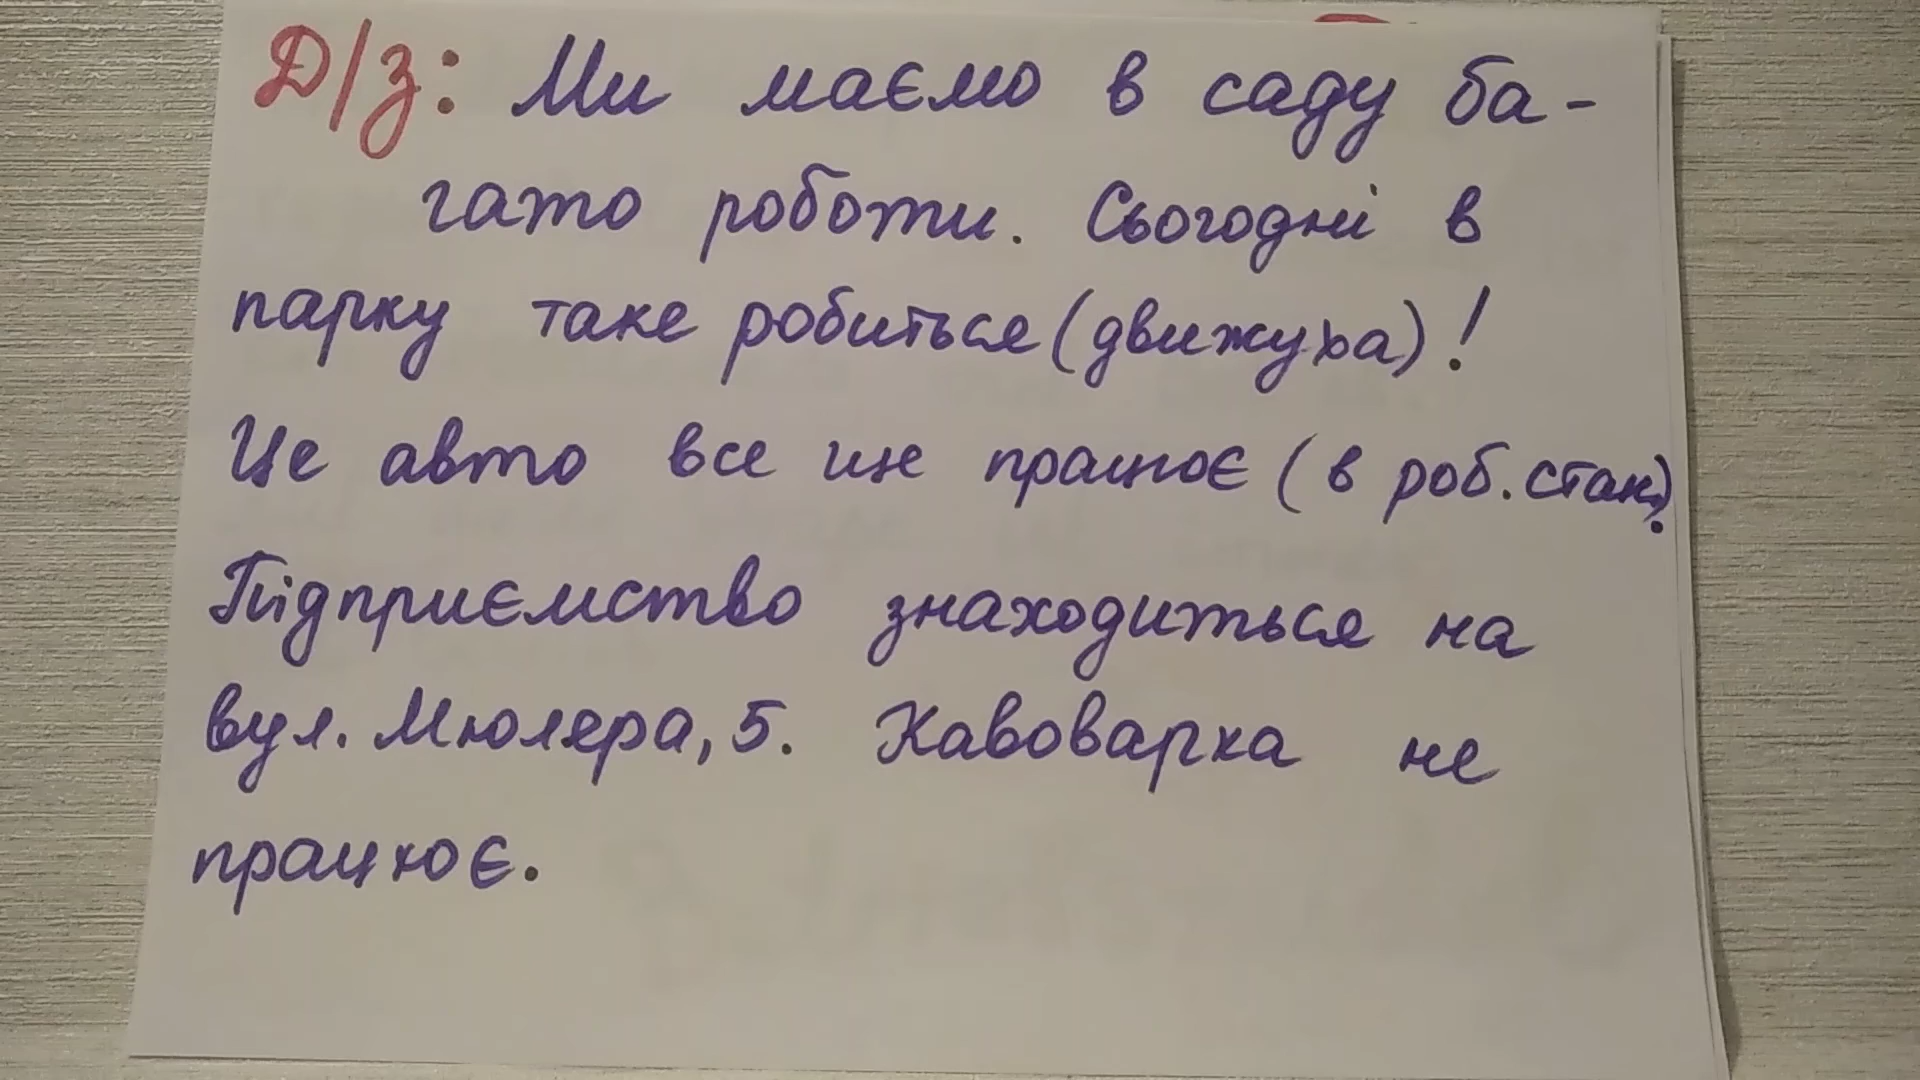 Д/З: Ми маємо в саду ба-
гато роботи. Сьогодні в
парку таке робиться (движуха)!
Це авто все ще працює (в роб. стані).
Підприємство знаходиться на
вул. Мюлера, 5. Кавоварка не
працює.